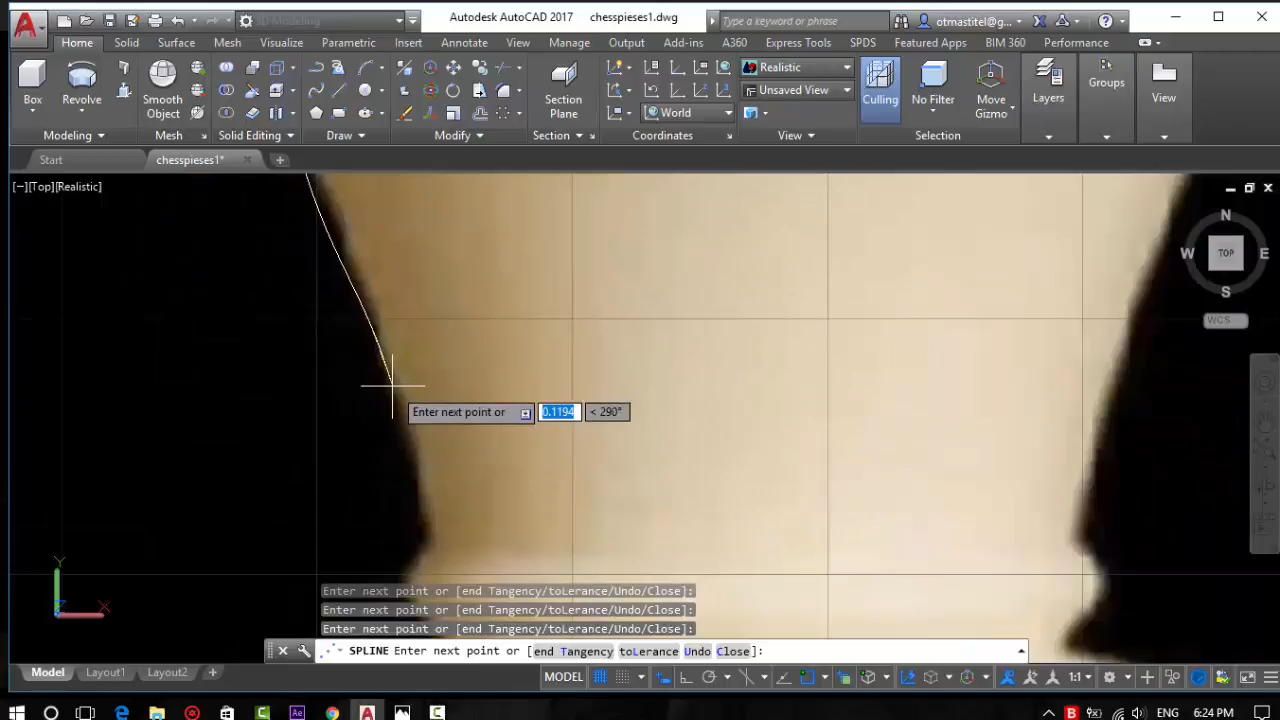 3D Modeling
Autodesk AutoCAD 2017 chesspieses1.dwg
Type a keyword or phrase
otmastitel@g...
Home Solid Surface Mesh Visualize Parametric Insert Annotate View Manage Output Add-ins A360 Express Tools SPDS Featured Apps BIM 360 Performance
Realistic
Unsaved View
World
Box Revolve Smooth Object Section Plane Culling No Filter Move Gizmo Layers Groups View
Modeling Mesh Solid Editing Draw Modify Section Coordinates View Selection
Start chesspieses1*
[−][Top][Realistic]
N
W TOP E
S
WCS
Enter next point or 0.1194 < 290°
Y
Z X
Enter next point or [end Tangency/toLerance/Undo/Close]:
Enter next point or [end Tangency/toLerance/Undo/Close]:
Enter next point or [end Tangency/toLerance/Undo/Close]:
SPLINE Enter next point or [end Tangency toLerance Undo Close]:
Model Layout1 Layout2 MODEL 1:1
ENG 6:24 PM